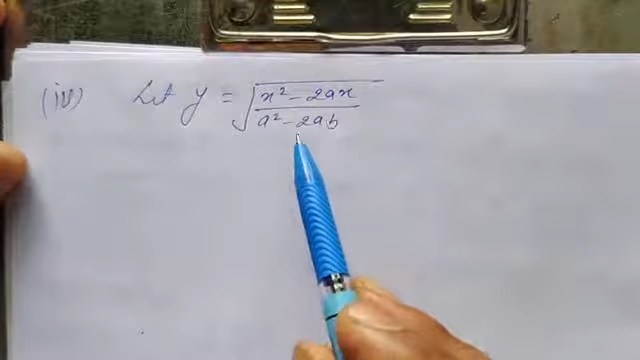 (iv) Let y = √((x² - 2ax)/(a² - 2ab))